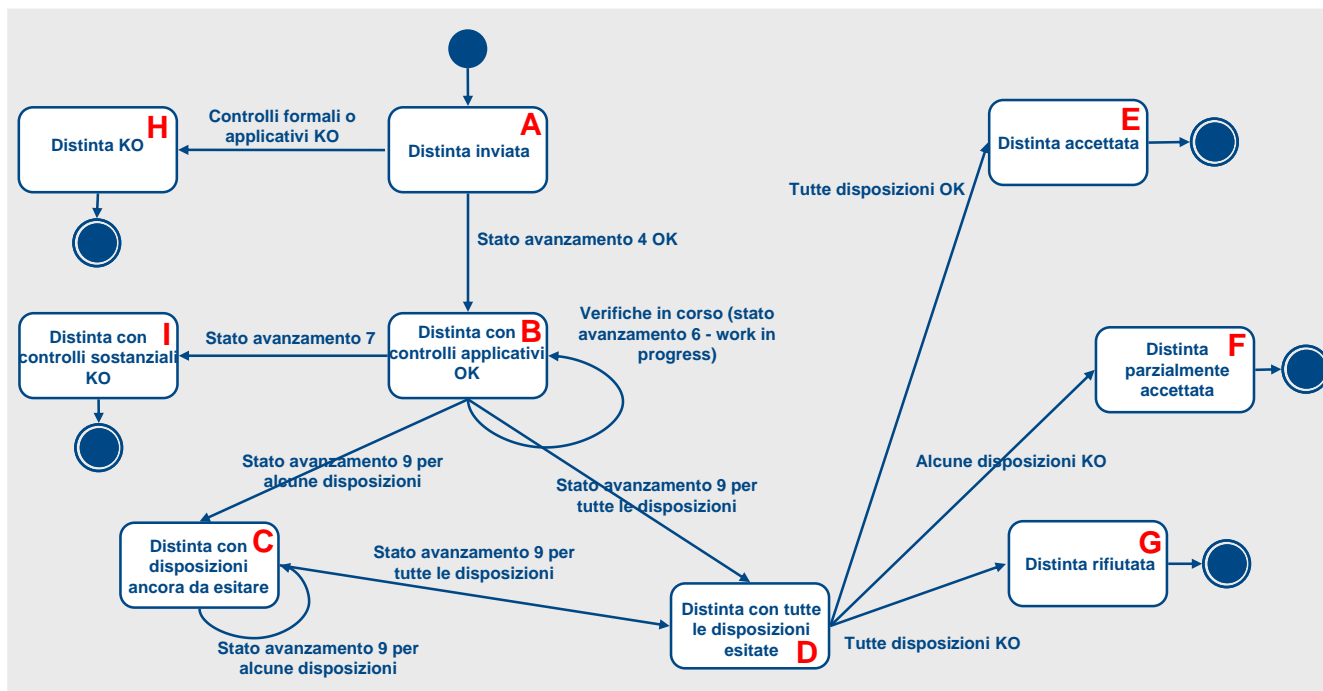 Controlli formali o
applicativi KO
H
Distinta KO
A
Distinta inviata
E
Distinta accettata
Tutte disposizioni OK
Stato avanzamento 4 OK
Verifiche in corso (stato
avanzamento 6 - work in
progress)
I
Distinta con
controlli sostanziali
KO
Stato avanzamento 7
B
Distinta con
controlli applicativi
OK
F
Distinta
parzialmente
accettata
Alcune disposizioni KO
Stato avanzamento 9 per
alcune disposizioni
Stato avanzamento 9 per
tutte le disposizioni
C
Distinta con
disposizioni
ancora da esitare
Stato avanzamento 9 per
tutte le disposizioni
G
Distinta rifiutata
Distinta con tutte
le disposizioni
esitate
D
Tutte disposizioni KO
Stato avanzamento 9 per
alcune disposizioni